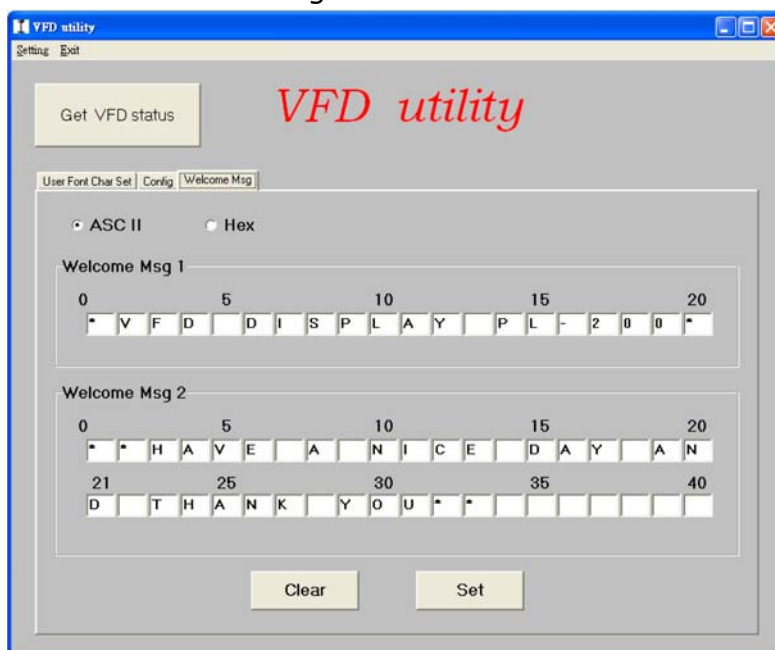 VFD utility
Setting Exit
Get VFD status
VFD utility
User Font Char Set Config Welcome Msg
ASC II Hex
Welcome Msg 1
0 5 10 15 20
* V F D D I S P L A Y P L - 2 0 0 *
Welcome Msg 2
0 5 10 15 20
* * H A V E A N I C E D A Y A N
21 25 30 35 40
D T H A N K Y O U * *
Clear Set